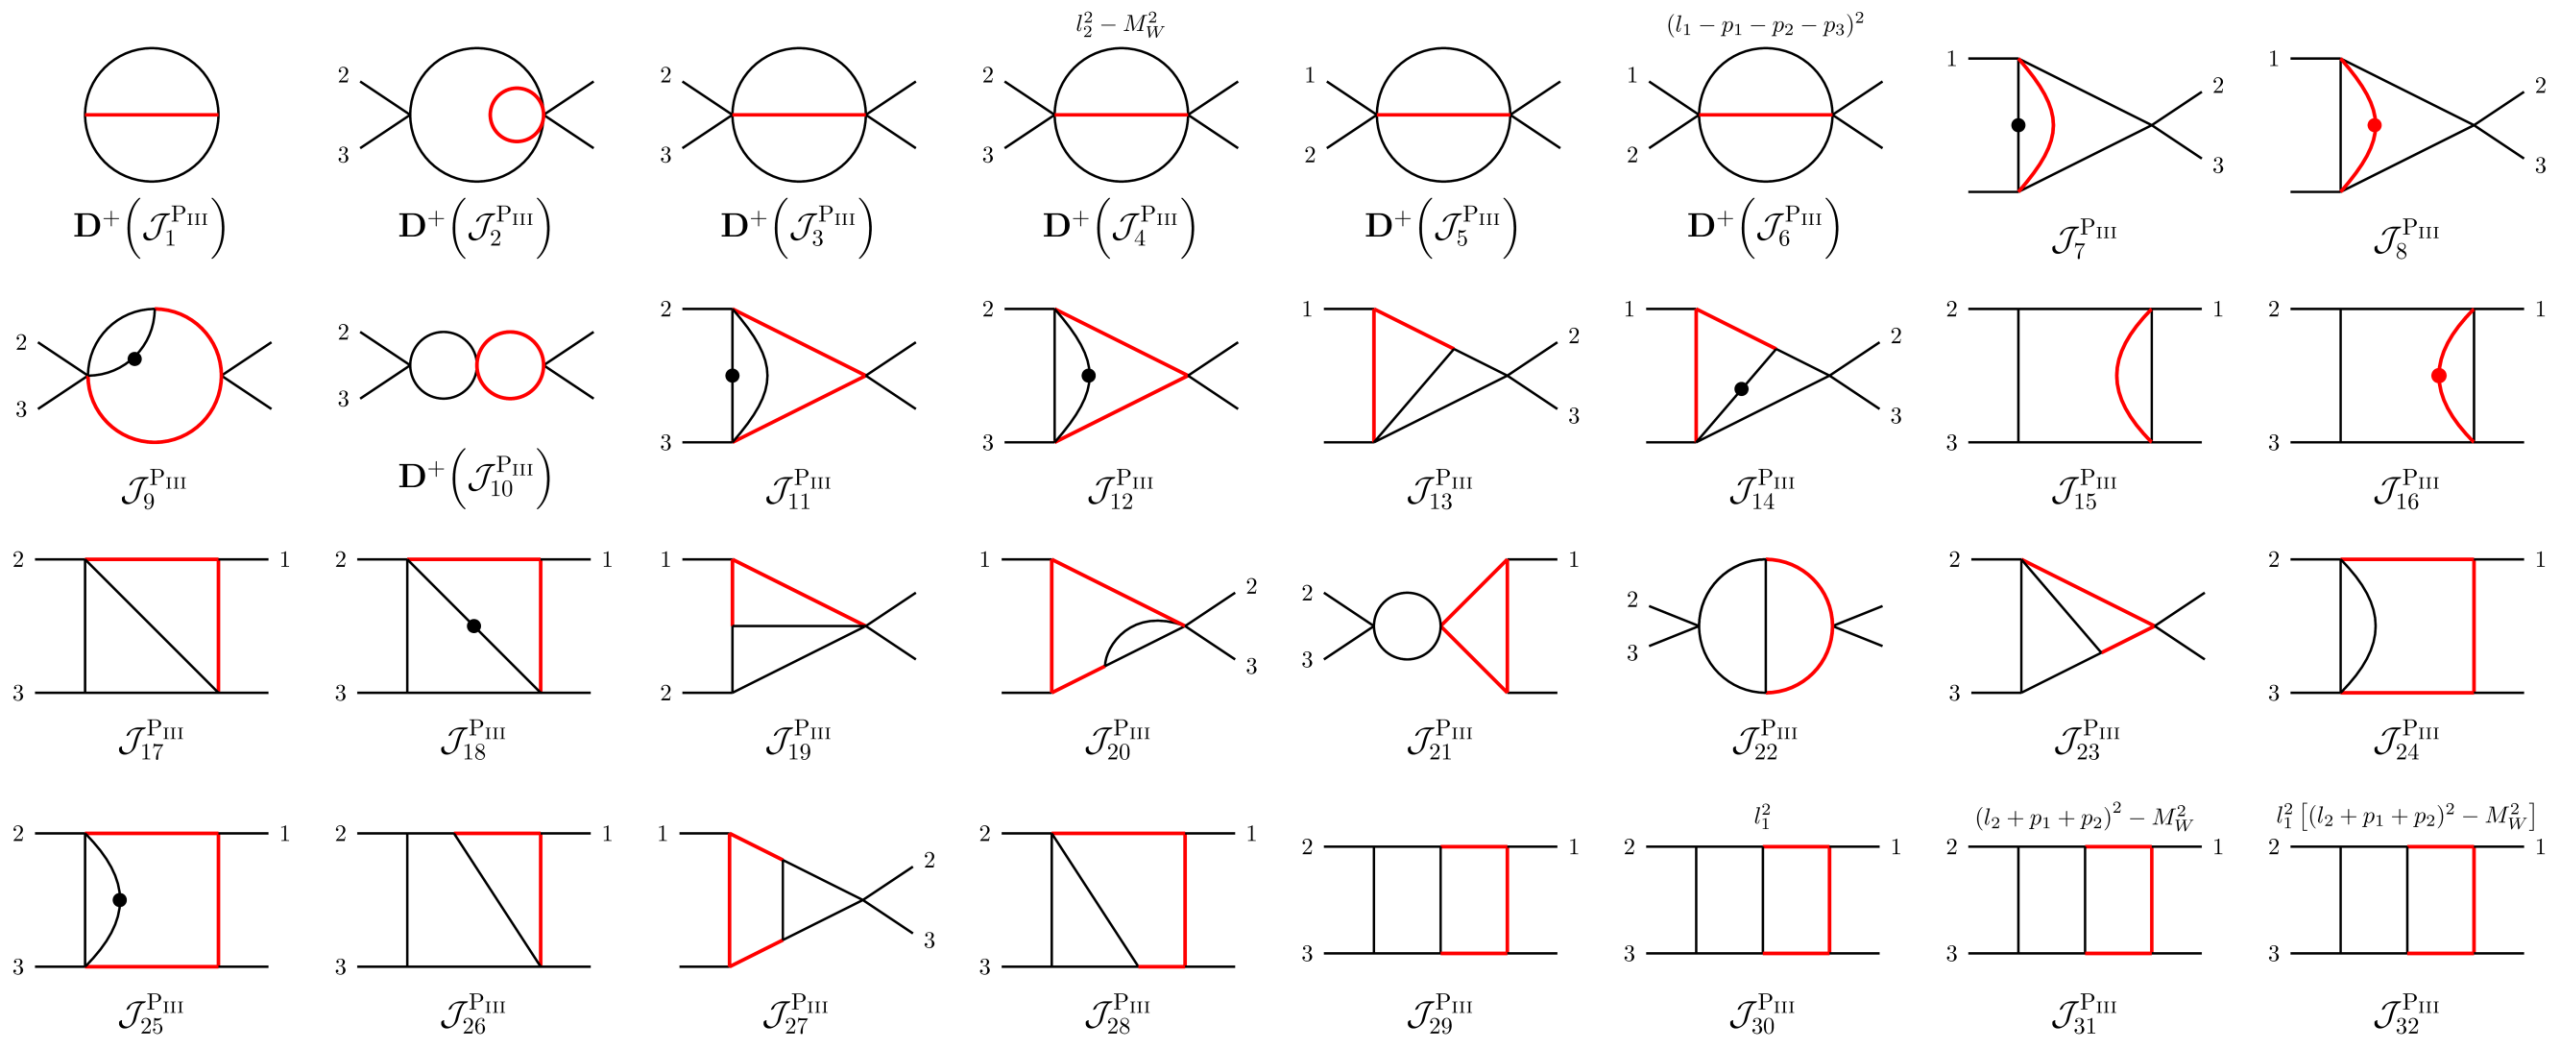 l_2^2 − M_W^2
(l_1 − p_1 − p_2 − p_3)^2
2 3
2 3
2 3
1 2
1 2
1 2 3
1 2 3
D^+(𝒥_1^{P_III})
D^+(𝒥_2^{P_III})
D^+(𝒥_3^{P_III})
D^+(𝒥_4^{P_III})
D^+(𝒥_5^{P_III})
D^+(𝒥_6^{P_III})
𝒥_7^{P_III}
𝒥_8^{P_III}
2 3
2 3
2 3
2 3
1 2 3
1 2 3
2 1 3
2 1 3
𝒥_9^{P_III}
D^+(𝒥_10^{P_III})
𝒥_11^{P_III}
𝒥_12^{P_III}
𝒥_13^{P_III}
𝒥_14^{P_III}
𝒥_15^{P_III}
𝒥_16^{P_III}
2 1 3
2 1 3
1 2
1 2 3
2 3 1
2 3
2 3
2 1 3
𝒥_17^{P_III}
𝒥_18^{P_III}
𝒥_19^{P_III}
𝒥_20^{P_III}
𝒥_21^{P_III}
𝒥_22^{P_III}
𝒥_23^{P_III}
𝒥_24^{P_III}
l_1^2
(l_2 + p_1 + p_2)^2 − M_W^2
l_1^2 [(l_2 + p_1 + p_2)^2 − M_W^2]
2 1 3
2 1 3
1 2 3
2 1 3
2 1 3
2 1 3
2 1 3
2 1 3
𝒥_25^{P_III}
𝒥_26^{P_III}
𝒥_27^{P_III}
𝒥_28^{P_III}
𝒥_29^{P_III}
𝒥_30^{P_III}
𝒥_31^{P_III}
𝒥_32^{P_III}